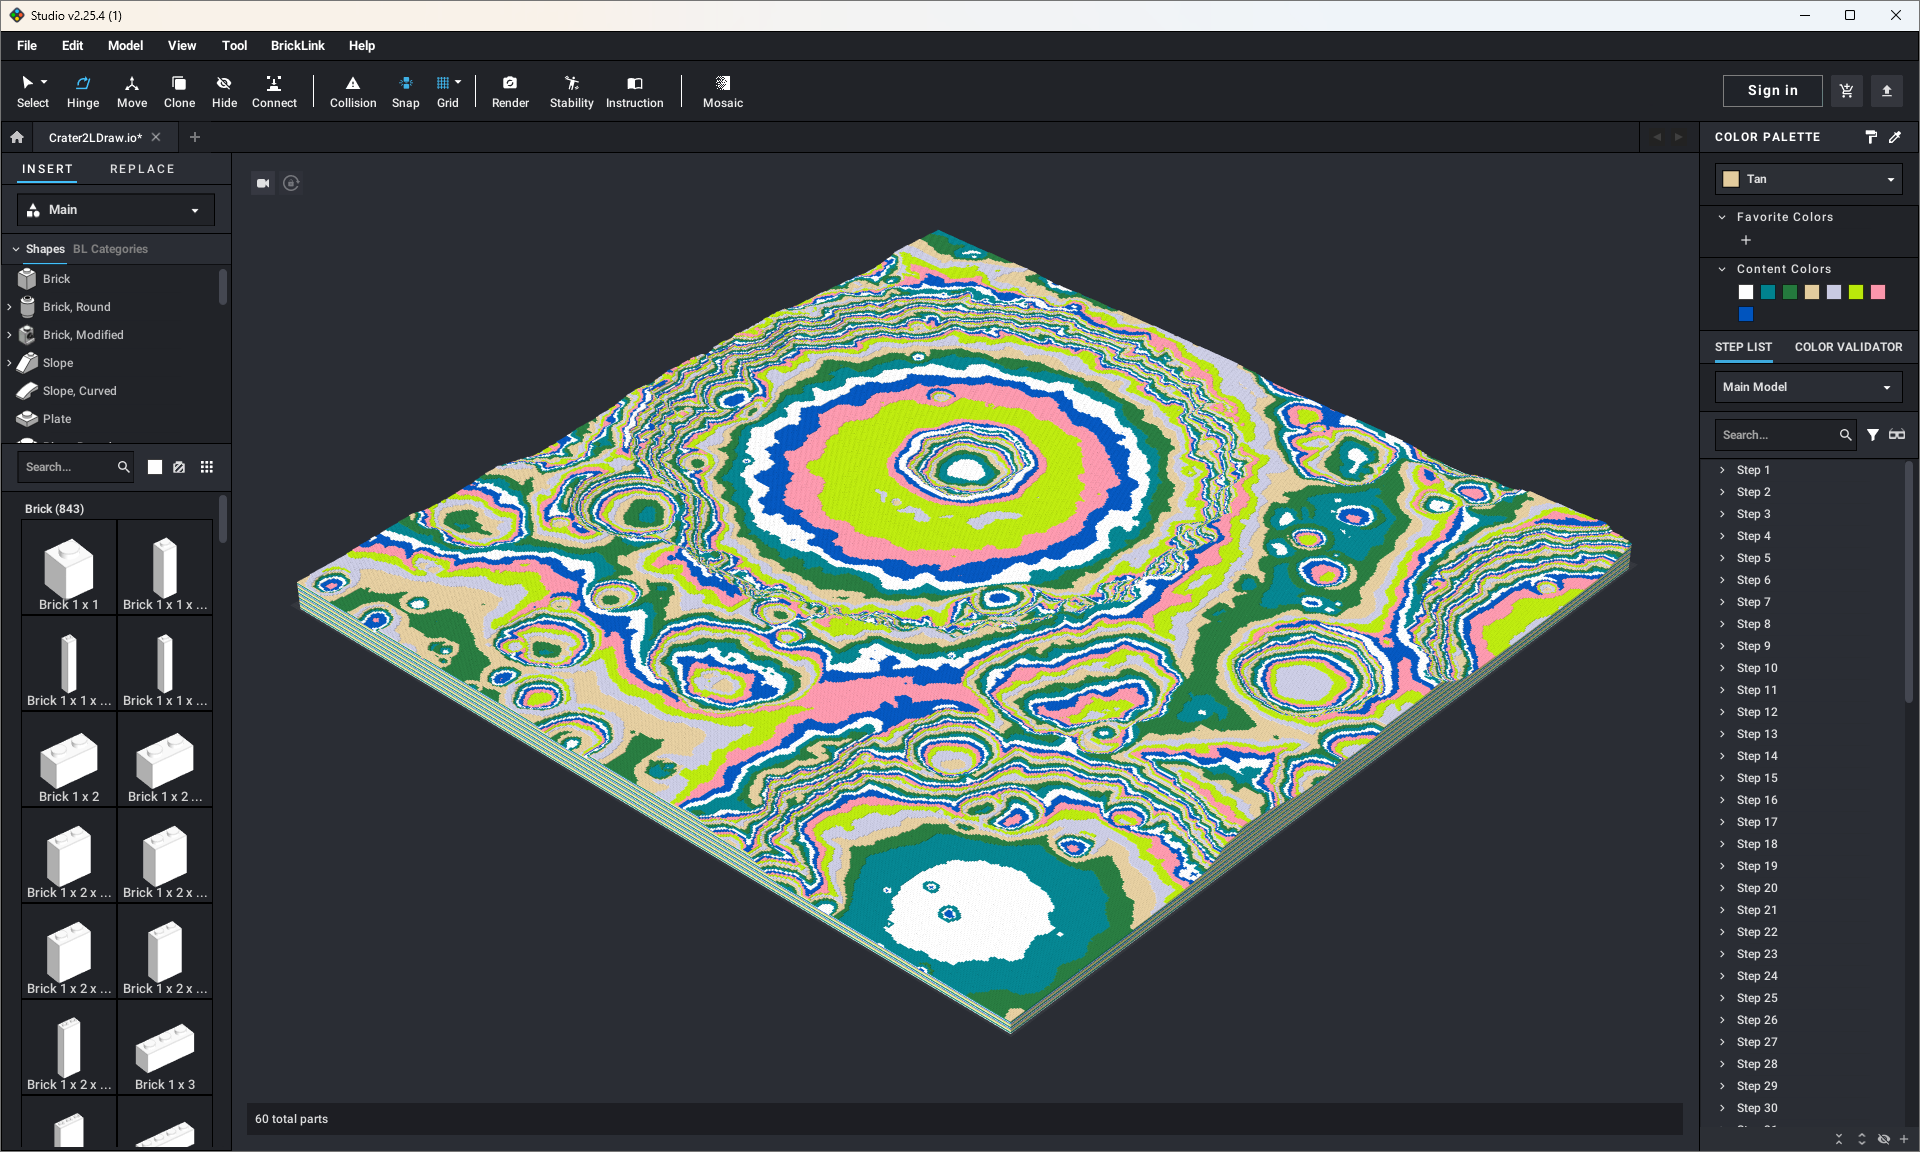 Studio v2.25.4 (1)
File Edit Model View Tool BrickLink Help
Select Hinge Move Clone Hide Connect Collision Snap Grid Render Stability Instruction Mosaic
Sign in
Crater2LDraw.io*
INSERT REPLACE
Main
Shapes BL Categories
Brick
Brick, Round
Brick, Modified
Slope
Slope, Curved
Plate
Search...
Brick (843)
Brick 1 x 1
Brick 1 x 1 x ...
Brick 1 x 1 x ...
Brick 1 x 1 x ...
Brick 1 x 2
Brick 1 x 2 ...
Brick 1 x 2 x ...
Brick 1 x 2 x ...
Brick 1 x 2 x ...
Brick 1 x 2 x ...
Brick 1 x 2 x ...
Brick 1 x 3
60 total parts
COLOR PALETTE
Tan
Favorite Colors
Content Colors
STEP LIST COLOR VALIDATOR
Main Model
Search...
Step 1
Step 2
Step 3
Step 4
Step 5
Step 6
Step 7
Step 8
Step 9
Step 10
Step 11
Step 12
Step 13
Step 14
Step 15
Step 16
Step 17
Step 18
Step 19
Step 20
Step 21
Step 22
Step 23
Step 24
Step 25
Step 26
Step 27
Step 28
Step 29
Step 30